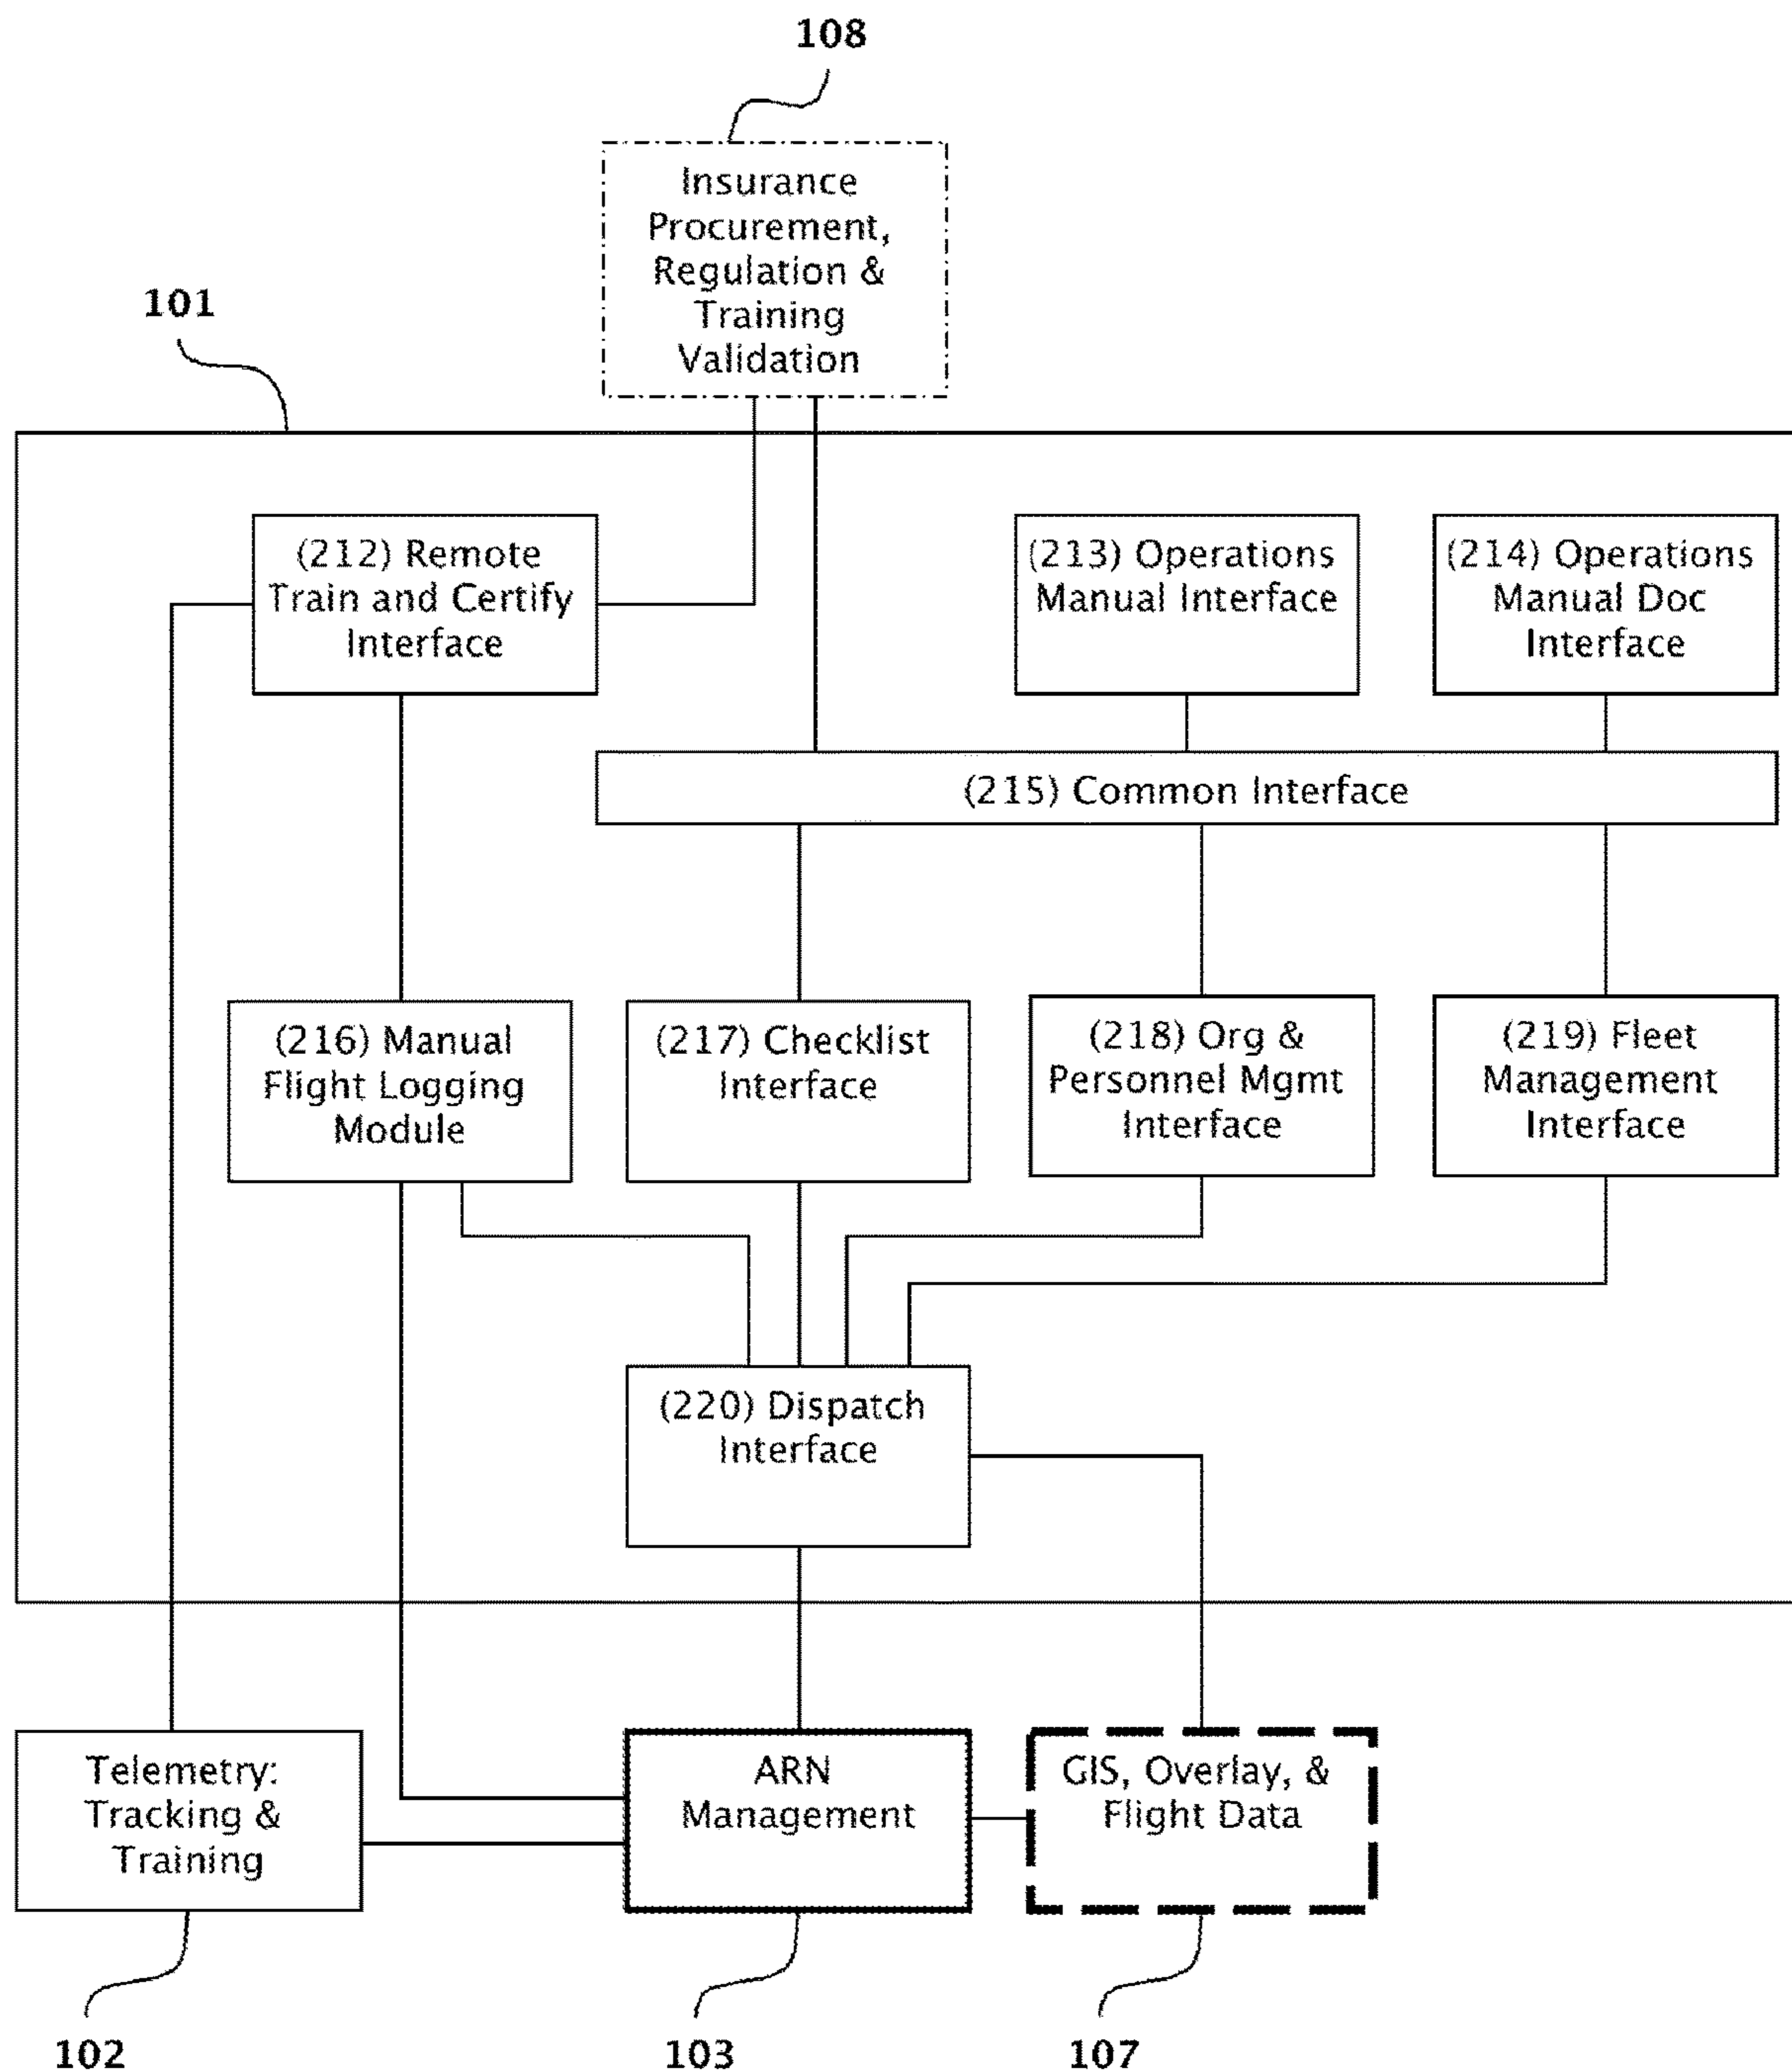 108
Insurance
Procurement,
Regulation &
Training
Validation
101
(212) Remote
Train and Certify
Interface
(213) Operations
Manual Interface
(214) Operations
Manual Doc
Interface
(215) Common Interface
(216) Manual
Flight Logging
Module
(217) Checklist
Interface
(218) Org &
Personnel Mgmt
Interface
(219) Fleet
Management
Interface
(220) Dispatch
Interface
Telemetry:
Tracking &
Training
ARN
Management
GIS, Overlay, &
Flight Data
102
103
107